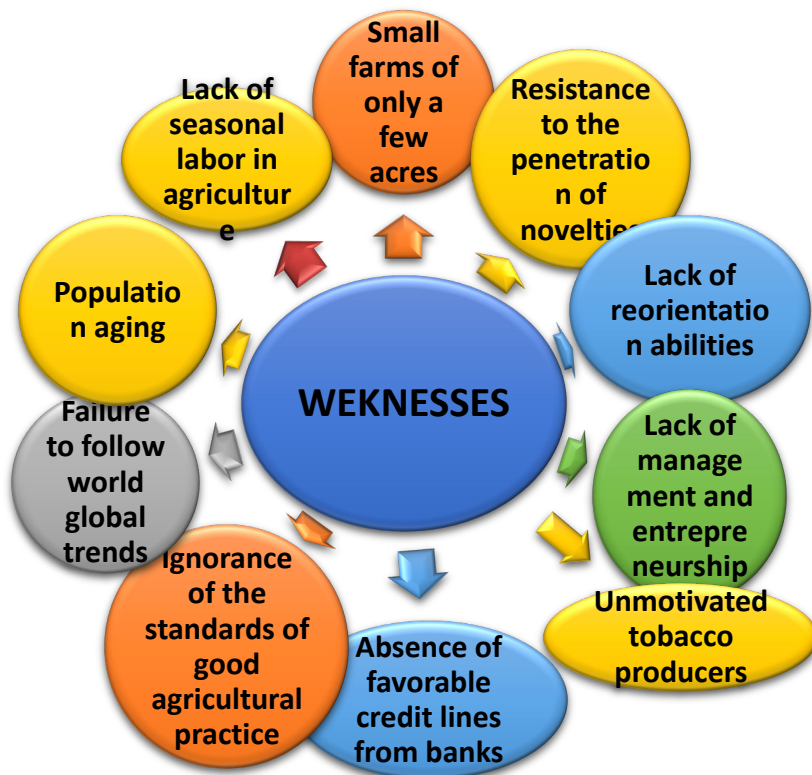 Small
farms of
only a
few
acres
Resistance
to the
penetratio
n of
novelties
Lack of
reorientatio
n abilities
Lack of
manage
ment and
entrepre
neurship
Unmotivated
tobacco
producers
Absence of
favorable
credit lines
from banks
Ignorance
of the
standards of
good
agricultural
practice
Failure
to follow
world
global
trends
Populatio
n aging
Lack of
seasonal
labor in
agricultur
e
WEKNESSES